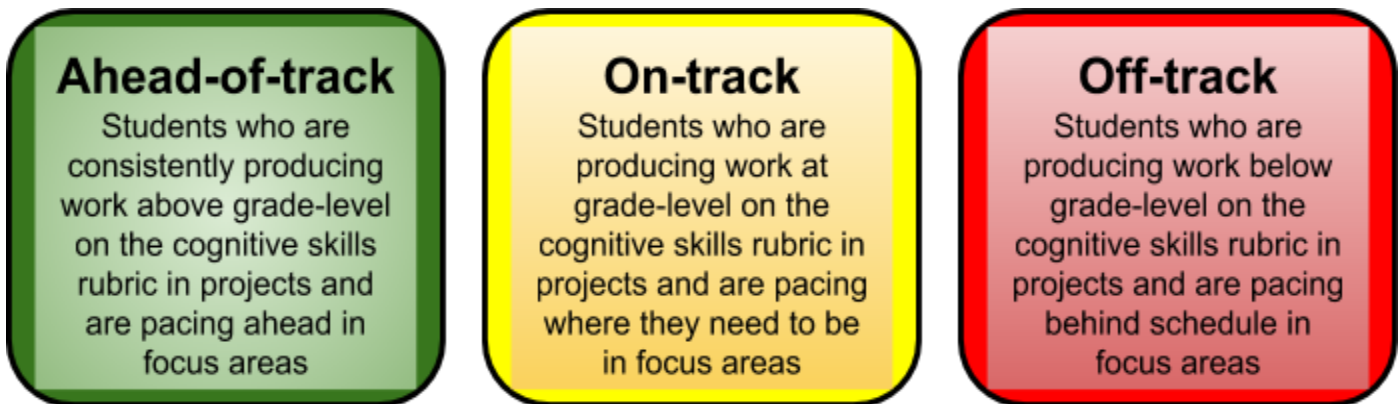 Ahead-of-track
Students who are
consistently producing
work above grade-level
on the cognitive skills
rubric in projects and
are pacing ahead in
focus areas
On-track
Students who are
producing work at
grade-level on the
cognitive skills rubric in
projects and are pacing
where they need to be
in focus areas
Off-track
Students who are
producing work below
grade-level on the
cognitive skills rubric in
projects and are pacing
behind schedule in
focus areas